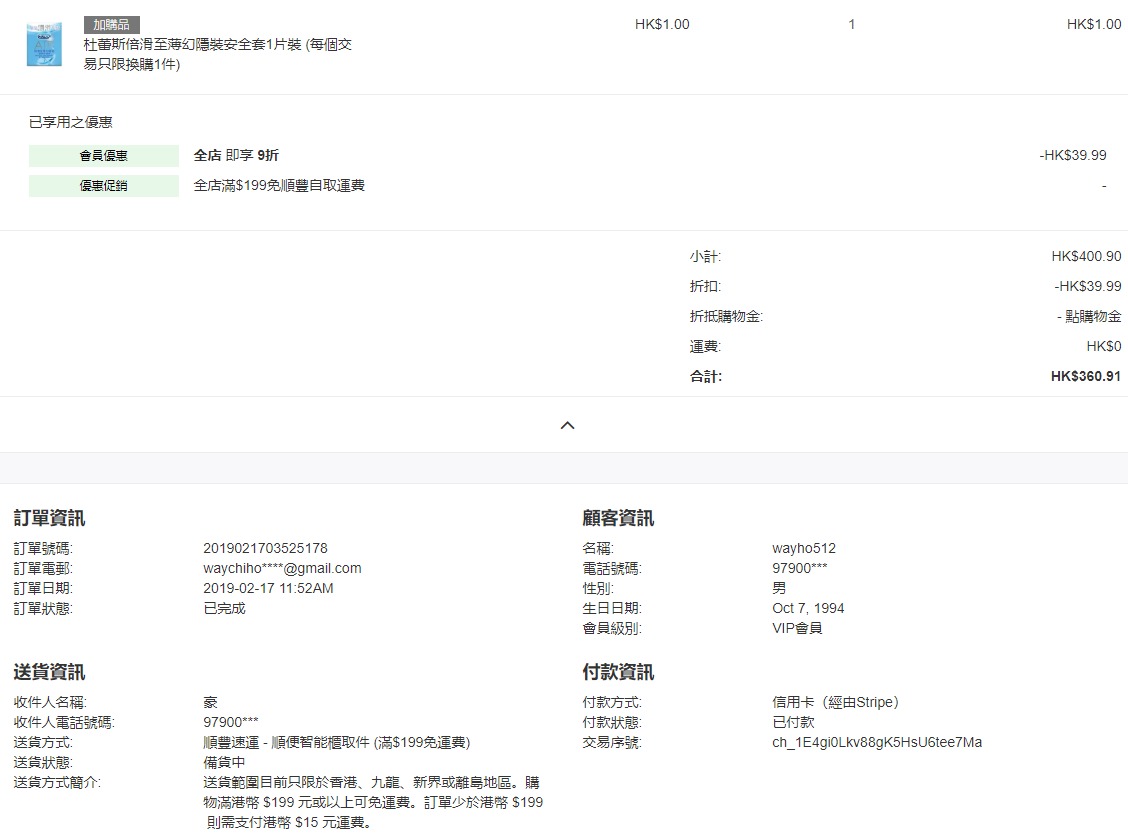 加購品 HK$1.00 1 HK$1.00
杜蕾斯倍滑至薄幻隱裝安全套1片裝 (每個交
易只限換購1件)
已享用之優惠
會員優惠 全店 即享 9折 -HK$39.99
優惠促銷 全店滿$199免順豐自取運費 -
小計: HK$400.90
折扣: -HK$39.99
折抵購物金: - 點購物金
運費: HK$0
合計: HK$360.91
訂單資訊
訂單號碼: 2019021703525178
訂單電郵: waychiho****@gmail.com
訂單日期: 2019-02-17 11:52AM
訂單狀態: 已完成
顧客資訊
名稱: wayho512
電話號碼: 97900***
性別: 男
生日日期: Oct 7, 1994
會員級別: VIP會員
送貨資訊
收件人名稱: 豪
收件人電話號碼: 97900***
送貨方式: 順豐速運 - 順便智能櫃取件 (滿$199免運費)
送貨狀態: 備貨中
送貨方式簡介: 送貨範圍目前只限於香港、九龍、新界或離島地區。購
物滿港幣 $199 元或以上可免運費。訂單少於港幣 $199
則需支付港幣 $15 元運費。
付款資訊
付款方式: 信用卡（經由Stripe）
付款狀態: 已付款
交易序號: ch_1E4gi0Lkv88gK5HsU6tee7Ma